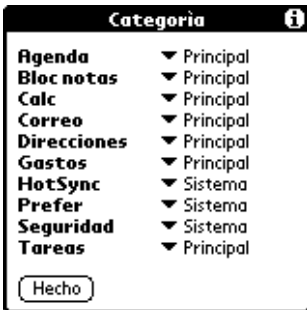 Categorìa
Agenda Principal
Bloc notas Principal
Calc Principal
Correo Principal
Direcciones Principal
Gastos Principal
HotSync Sistema
Prefer Sistema
Seguridad Sistema
Tareas Principal
Hecho